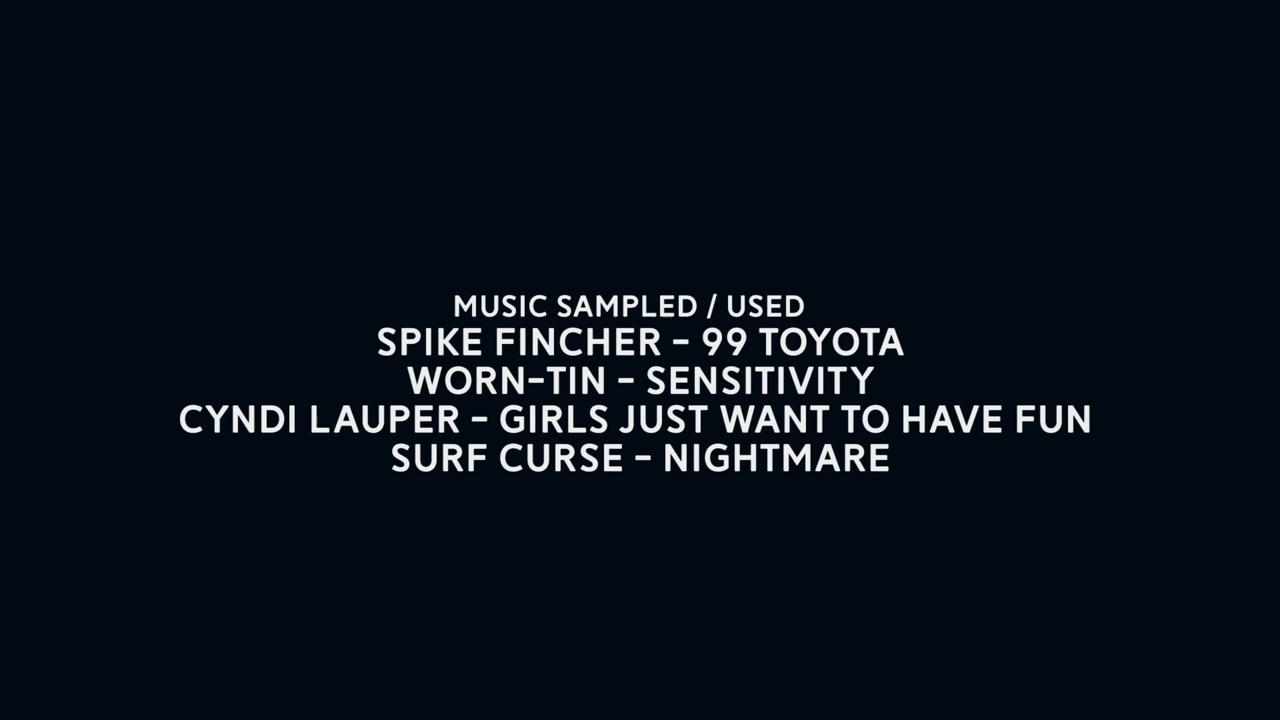 MUSIC SAMPLED / USED
SPIKE FINCHER - 99 TOYOTA
WORN-TIN - SENSITIVITY
CYNDI LAUPER - GIRLS JUST WANT TO HAVE FUN
SURF CURSE - NIGHTMARE